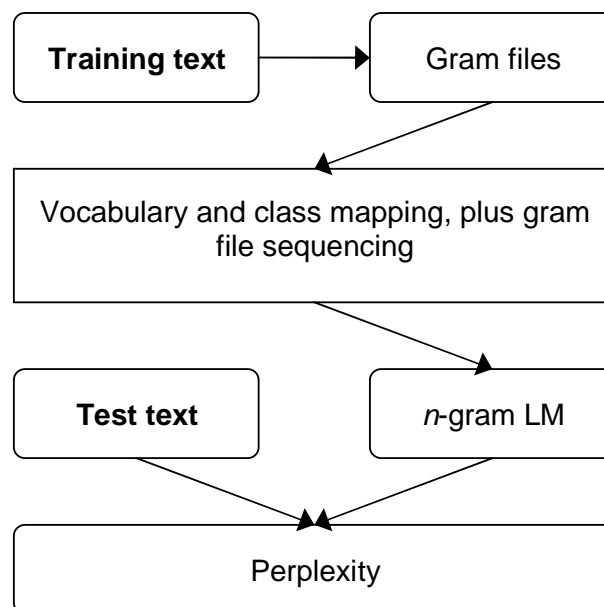 Training text
Gram files
Vocabulary and class mapping, plus gram
file sequencing
Test text
n-gram LM
Perplexity